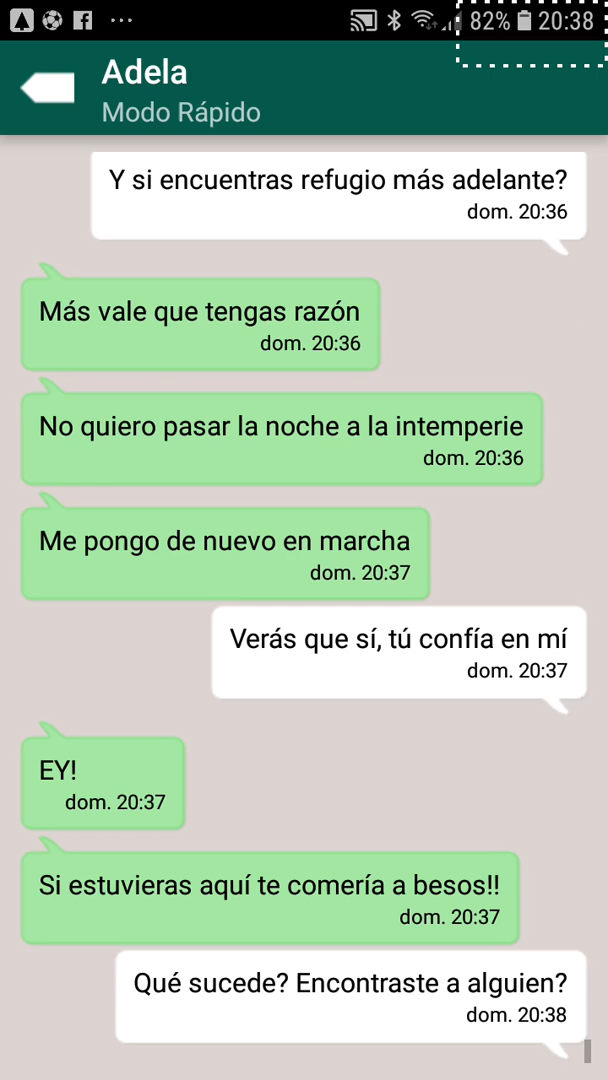 82% 20:38
Adela
Modo Rápido
Y si encuentras refugio más adelante?
dom. 20:36
Más vale que tengas razón
dom. 20:36
No quiero pasar la noche a la intemperie
dom. 20:36
Me pongo de nuevo en marcha
dom. 20:37
Verás que sí, tú confía en mí
dom. 20:37
EY!
dom. 20:37
Si estuvieras aquí te comería a besos!!
dom. 20:37
Qué sucede? Encontraste a alguien?
dom. 20:38